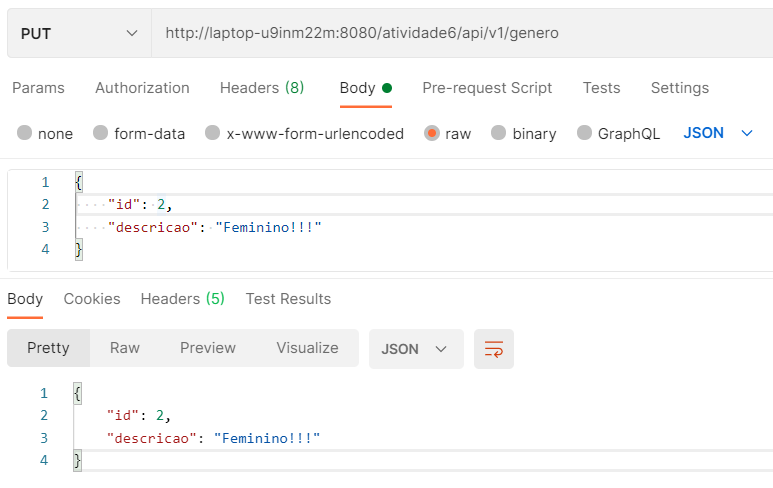 PUT http://laptop-u9inm22m:8080/atividade6/api/v1/genero
Params Authorization Headers (8) Body Pre-request Script Tests Settings
none form-data x-www-form-urlencoded raw binary GraphQL JSON
1 {
2 "id": 2,
3 "descricao": "Feminino!!!"
4 }
Body Cookies Headers (5) Test Results
Pretty Raw Preview Visualize JSON
1 {
2 "id": 2,
3 "descricao": "Feminino!!!"
4 }